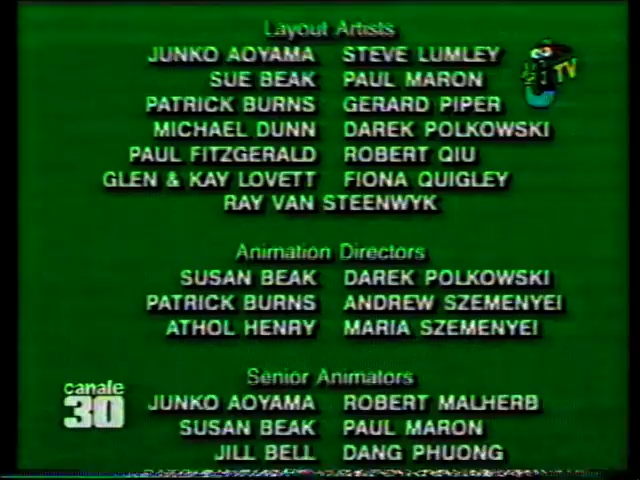 Layout Artists
JUNKO AOYAMA STEVE LUMLEY
SUE BEAK PAUL MARON
TV
PATRICK BURNS GERARD PIPER
MICHAEL DUNN DAREK POLKOWSKI
PAUL FITZGERALD ROBERT QIU
GLEN & KAY LOVETT FIONA QUIGLEY
RAY VAN STEENWYK
Animation Directors
SUSAN BEAK DAREK POLKOWSKI
PATRICK BURNS ANDREW SZEMENYEI
ATHOL HENRY MARIA SZEMENYEI
Senior Animators
canale
30
JUNKO AOYAMA ROBERT MALHERB
SUSAN BEAK PAUL MARON
JILL BELL DANG PHUONG